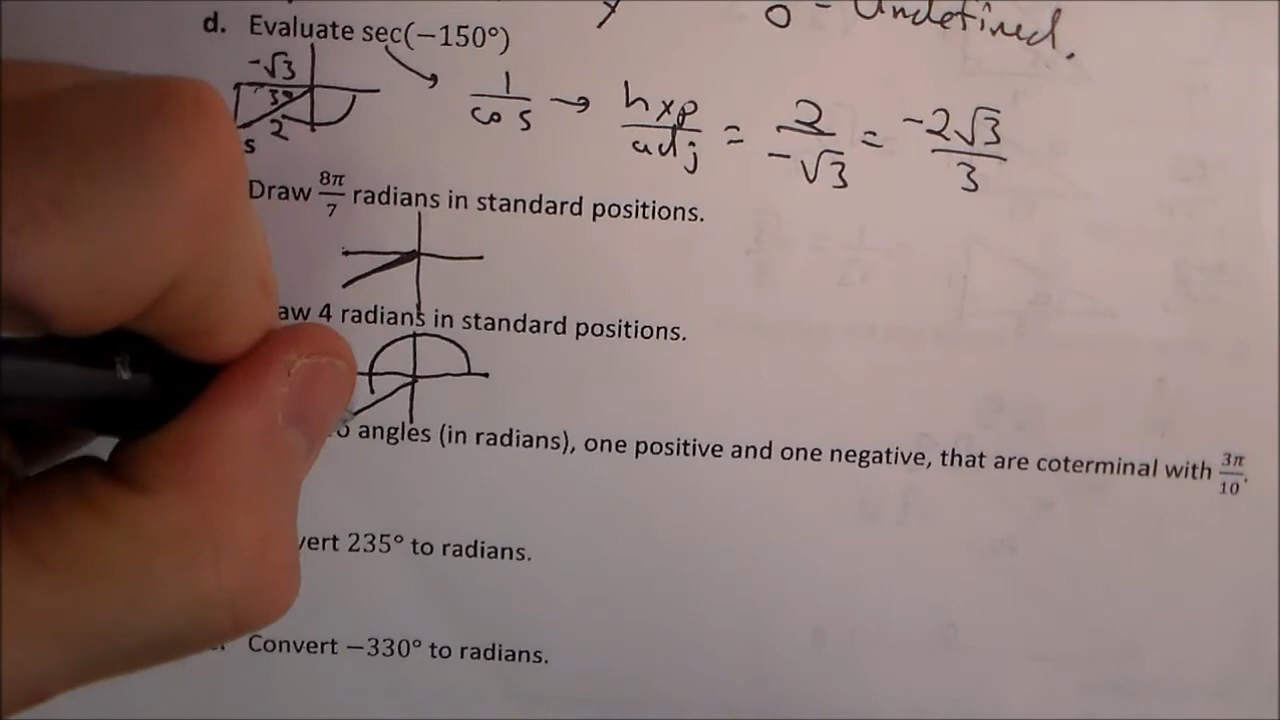 0 - Undefined.
d. Evaluate sec(−150°)
-√3
30
2
s
1/cos → hyp/adj = 2/-√3 = -2√3/3
Draw 8π/7 radians in standard positions.
aw 4 radians in standard positions.
angles (in radians), one positive and one negative, that are coterminal with 3π/10.
vert 235° to radians.
Convert −330° to radians.